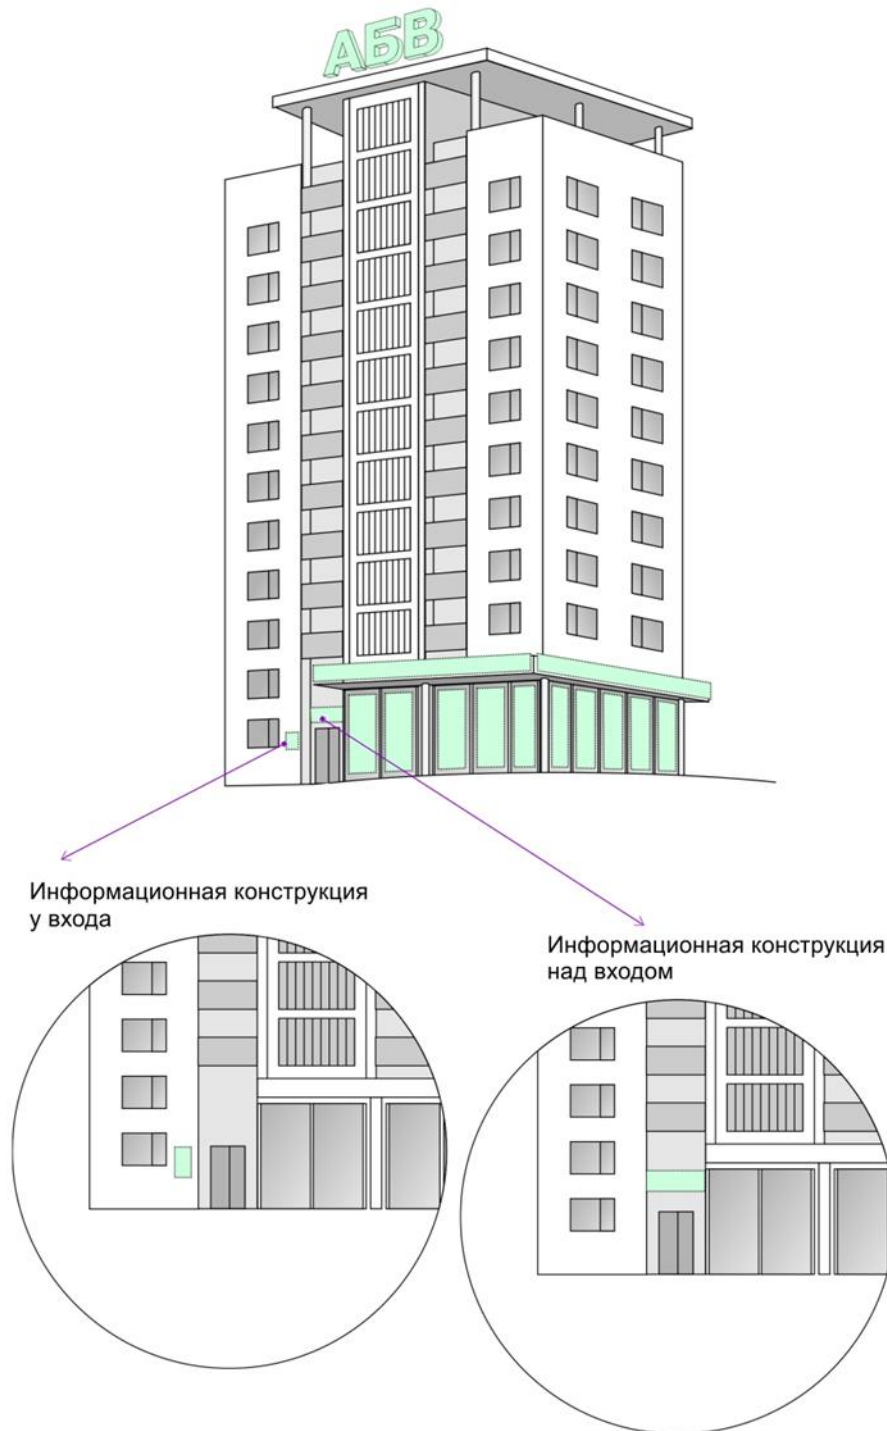 АБВ
Информационная конструкция
у входа
Информационная конструкция
над входом